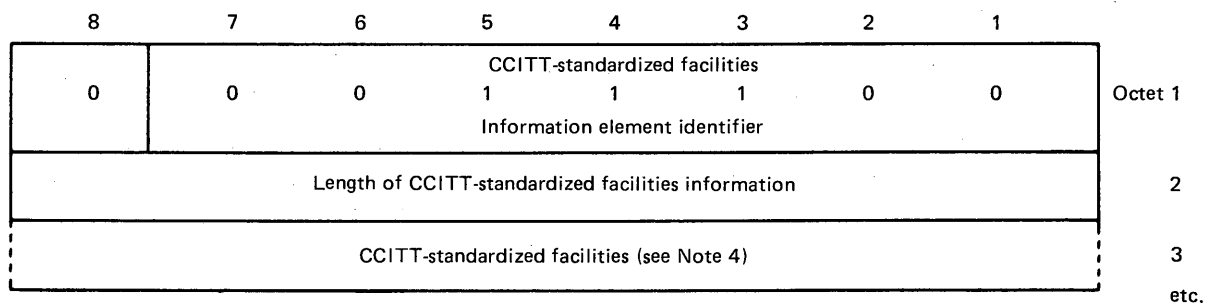 8 7 6 5 4 3 2 1
CCITT-standardized facilities
0 0 0 1 1 1 0 0 Octet 1
Information element identifier
Length of CCITT-standardized facilities information 2
CCITT-standardized facilities (see Note 4) 3
etc.